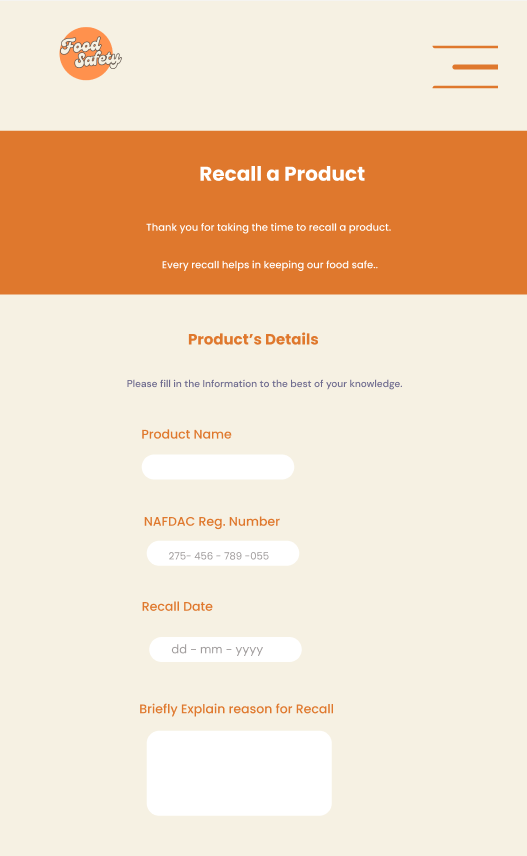 Food
Safety
Recall a Product
Thank you for taking the time to recall a product.
Every recall helps in keeping our food safe..
Product's Details
Please fill in the Information to the best of your knowledge.
Product Name
NAFDAC Reg. Number
275- 456 - 789 -055
Recall Date
dd - mm - yyyy
Briefly Explain reason for Recall